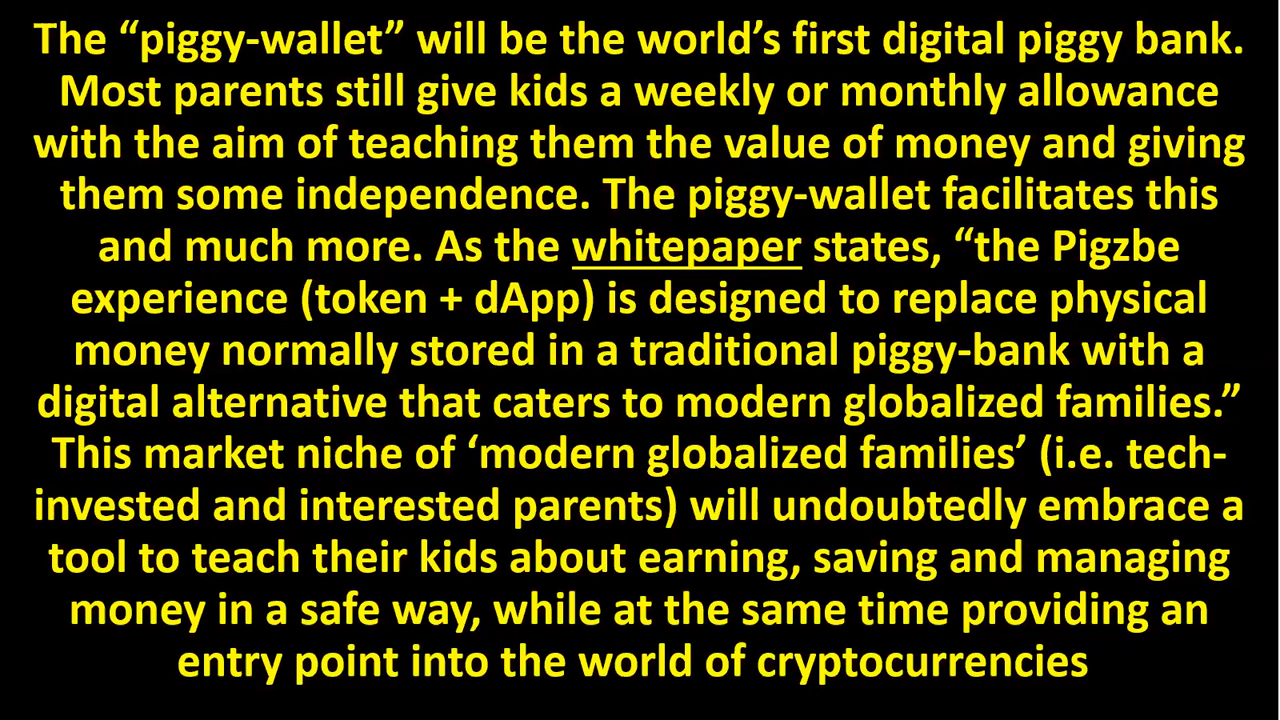 The “piggy-wallet” will be the world’s first digital piggy bank.
Most parents still give kids a weekly or monthly allowance
with the aim of teaching them the value of money and giving
them some independence. The piggy-wallet facilitates this
and much more. As the whitepaper states, “the Pigzbe
experience (token + dApp) is designed to replace physical
money normally stored in a traditional piggy-bank with a
digital alternative that caters to modern globalized families.”
This market niche of ‘modern globalized families’ (i.e. tech-
invested and interested parents) will undoubtedly embrace a
tool to teach their kids about earning, saving and managing
money in a safe way, while at the same time providing an
entry point into the world of cryptocurrencies